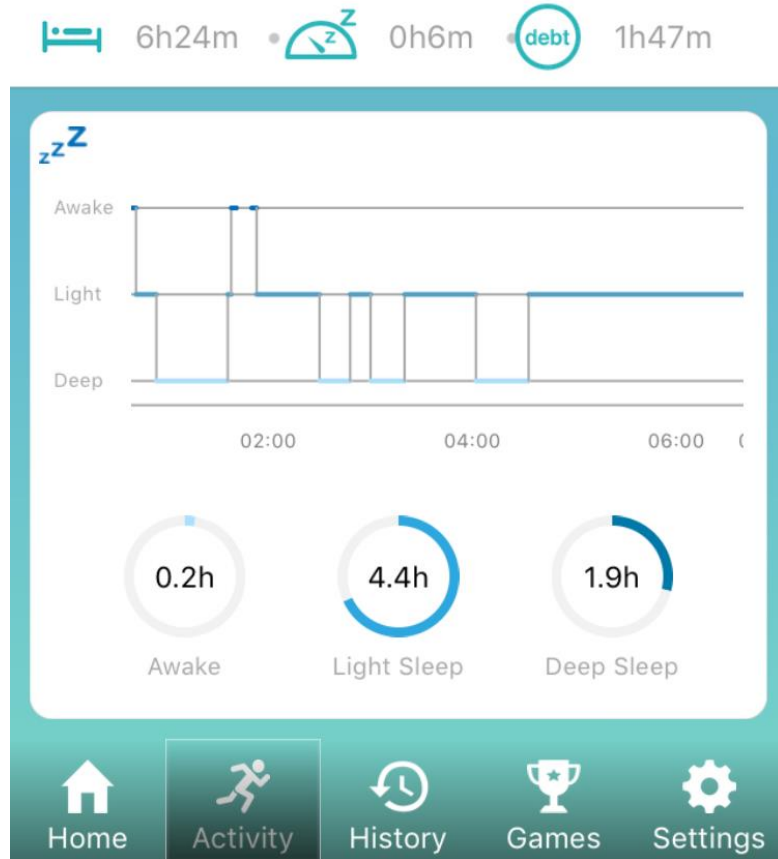 6h24m z Z 0h6m debt 1h47m
z z Z
Awake
Light
Deep
02:00 04:00 06:00
0.2h 4.4h 1.9h
Awake Light Sleep Deep Sleep
Home Activity History Games Settings